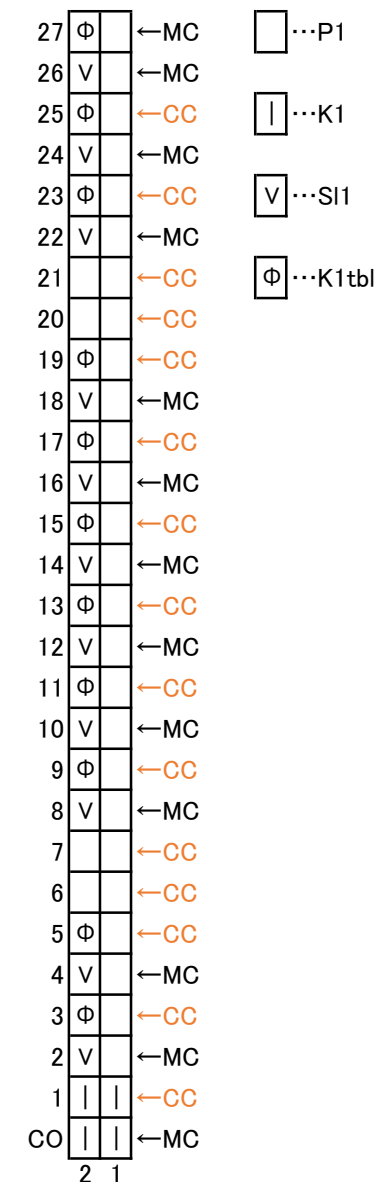 27 Φ ←MC …P1
26 V ←MC
25 Φ ←CC | …K1
24 V ←MC
23 Φ ←CC V …Sl1
22 V ←MC
21 ←CC Φ …K1tbl
20 ←CC
19 Φ ←CC
18 V ←MC
17 Φ ←CC
16 V ←MC
15 Φ ←CC
14 V ←MC
13 Φ ←CC
12 V ←MC
11 Φ ←CC
10 V ←MC
9 Φ ←CC
8 V ←MC
7 ←CC
6 ←CC
5 Φ ←CC
4 V ←MC
3 Φ ←CC
2 V ←MC
1 | | ←CC
CO | | ←MC
2 1